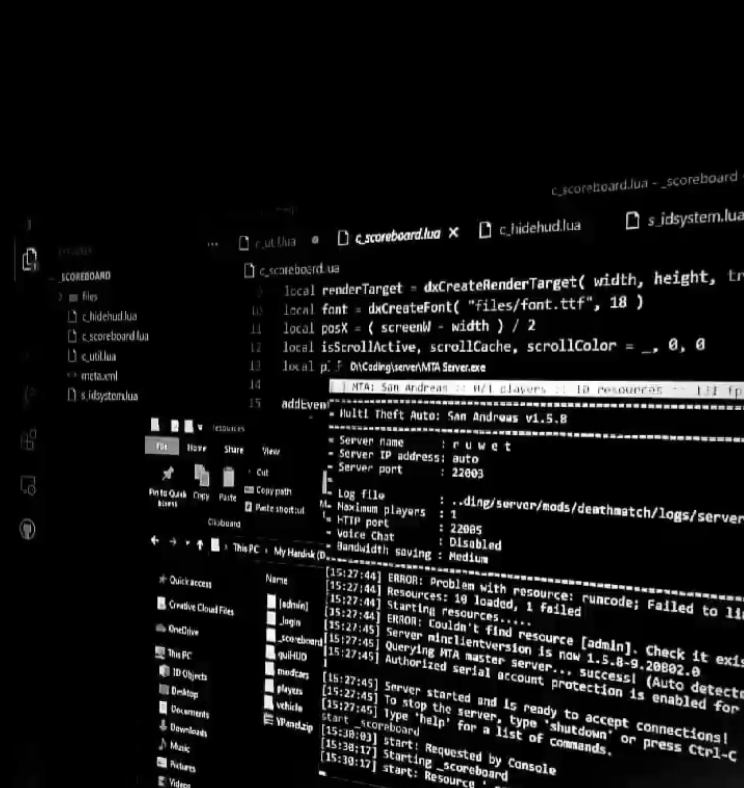 c_scoreboard.lua - _scoreboard
c_util.lua
c_scoreboard.lua
c_hidehud.lua
s_idsystem.lua
_SCOREBOARD
files
c_hidehud.lua
c_scoreboard.lua
c_util.lua
meta.xml
s_idsystem.lua
c_scoreboard.lua
local renderTarget = dxCreateRenderTarget( width, height, tr
10 local font = dxCreateFont( "files/font.ttf", 18 )
11 local posX = ( screenW - width ) / 2
12 local isScrollActive, scrollCache, scrollColor = _, 0, 0
13 local p
14
15 addEven
D:\Coding\server\MTA Server.exe
MTA: San Andreas :: 0/1 players :: 10 resources :: 131 fp
= Multi Theft Auto: San Andreas v1.5.8
= Server name : r u w e t
= Server IP address: auto
= Server port : 22003
=
= Log file : ..ding/server/mods/deathmatch/logs/server
= Maximum players : 1
= HTTP port : 22005
= Voice Chat : Disabled
= Bandwidth saving : Medium
[15:27:44] ERROR: Problem with resource: runcode; Failed to li
[15:27:44] Resources: 10 loaded, 1 failed
[15:27:44] Starting resources.....
[15:27:44] ERROR: Couldn't find resource [admin]. Check it exis
[15:27:45] Server minclientversion is now 1.5.8-9.20802.0
[15:27:45] Querying MTA master server... success! (Auto detecte
[15:27:45] Authorized serial account protection is enabled for
[15:27:45] Server started and is ready to accept connections!
[15:27:45] To stop the server, type 'shutdown' or press Ctrl-C
[15:27:45] Type 'help' for a list of commands.
start _scoreboard
[15:30:03] start: Requested by Console
[15:30:17] Starting _scoreboard
[15:30:17] start: Resource '
resources
File Home Share View
Pin to Quick access
Copy
Paste
Cut
Copy path
Paste shortcut
Clipboard
This PC › My Hardisk (D
Quick access
Creative Cloud Files
OneDrive
This PC
3D Objects
Desktop
Documents
Downloads
Music
Pictures
Videos
Name
[admin]
_login
_scoreboard
guiHUD
modcars
players
vehicle
VPanel.zip